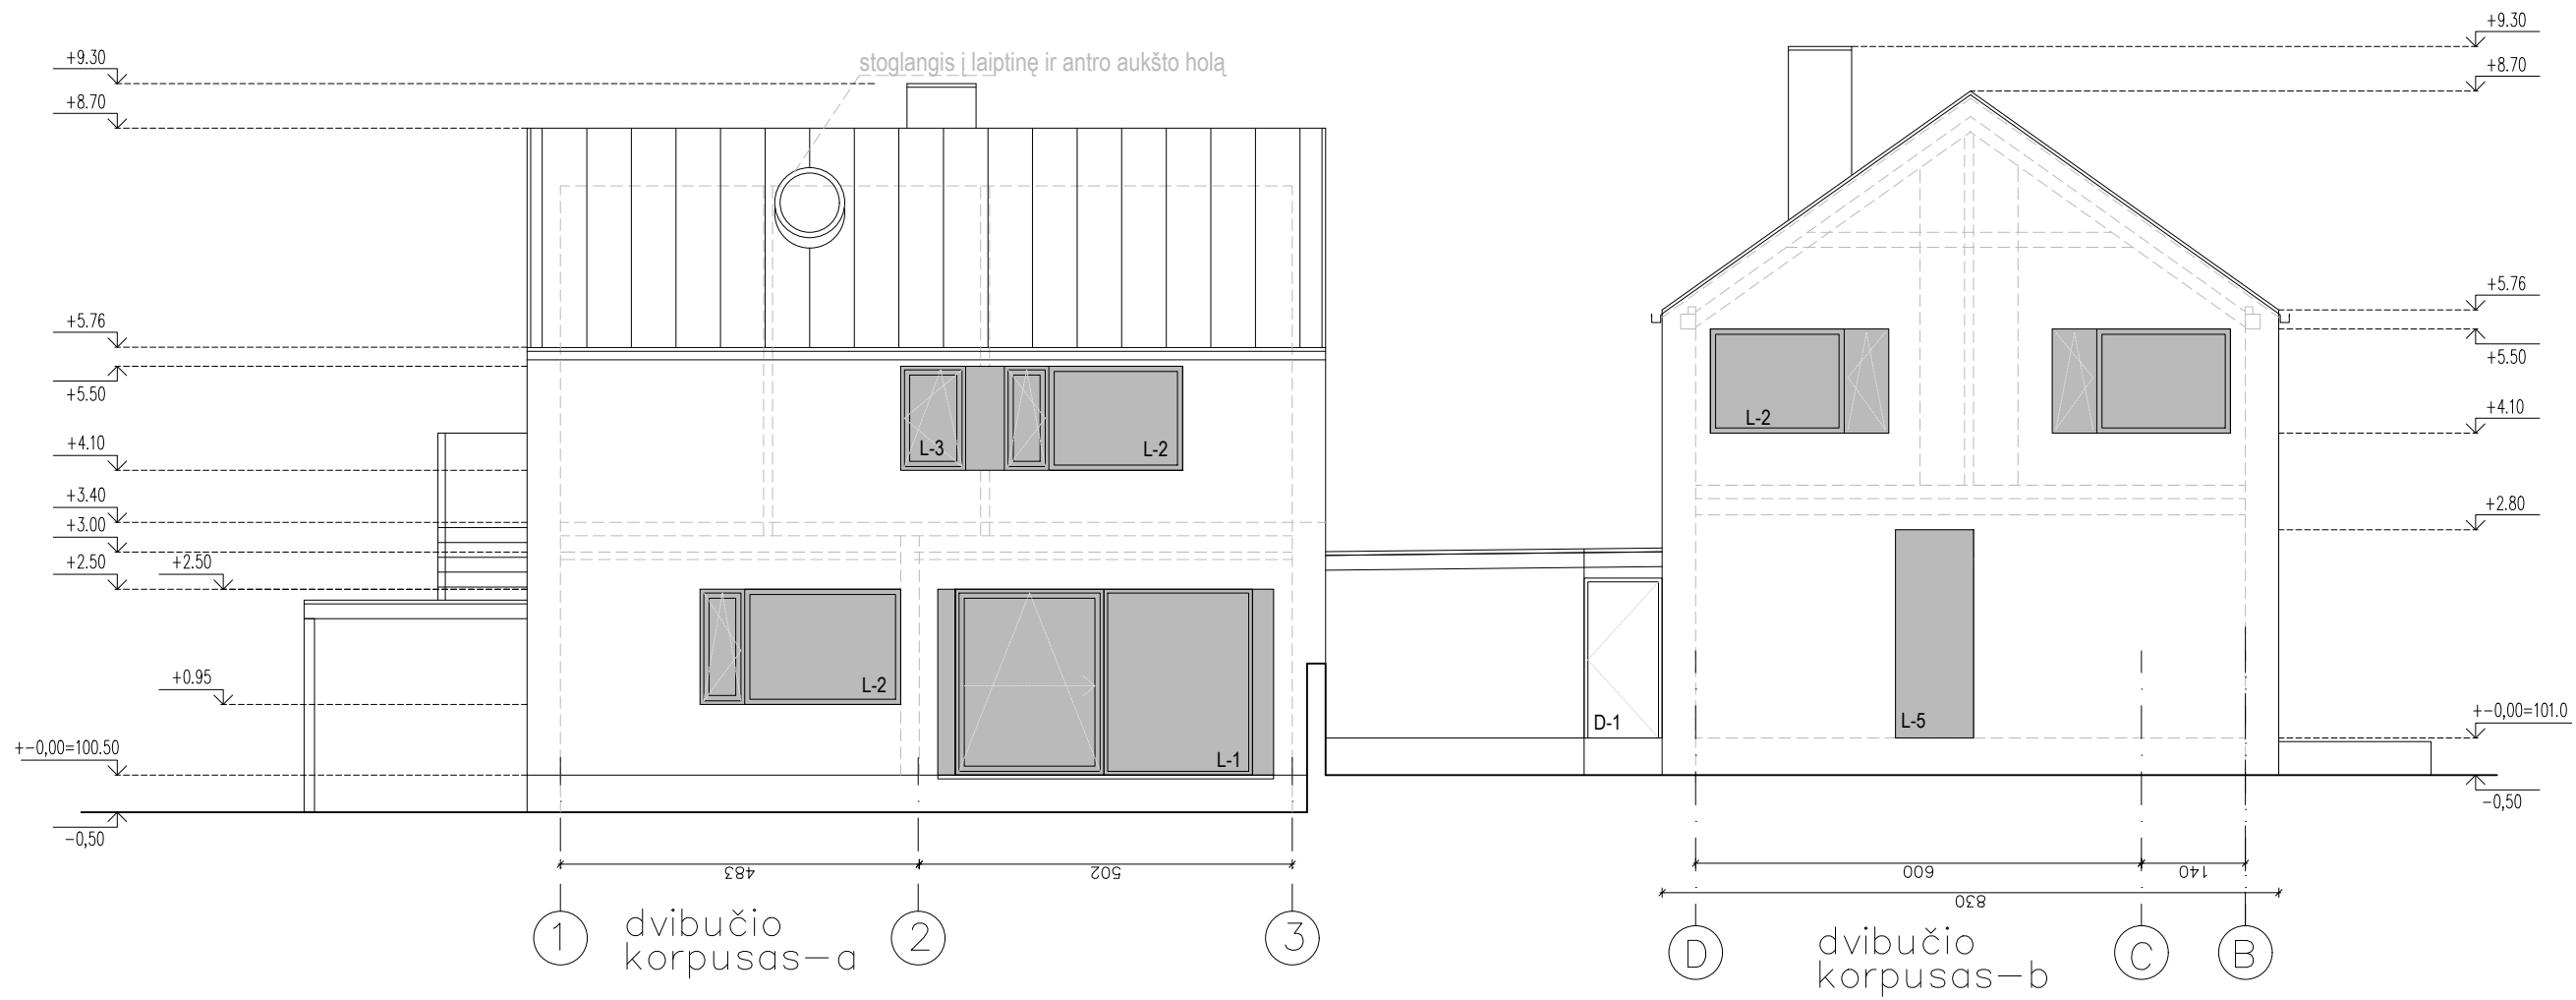 +9.30
+9.30
stoglangis į laiptinę ir antro aukšto holą
+8.70
+8.70
+5.76
+5.76
+5.50
+5.50
+4.10
+4.10
L-3
L-2
L-2
+3.40
+3.00
+2.80
+2.50
+2.50
+0.95
L-2
L-1
D-1
L-5
+-0,00=100.50
+-0,00=101.0
-0,50
-0,50
483
502
600
140
830
1
dvibučio
korpusas-a
2
3
D
dvibučio
korpusas-b
C
B